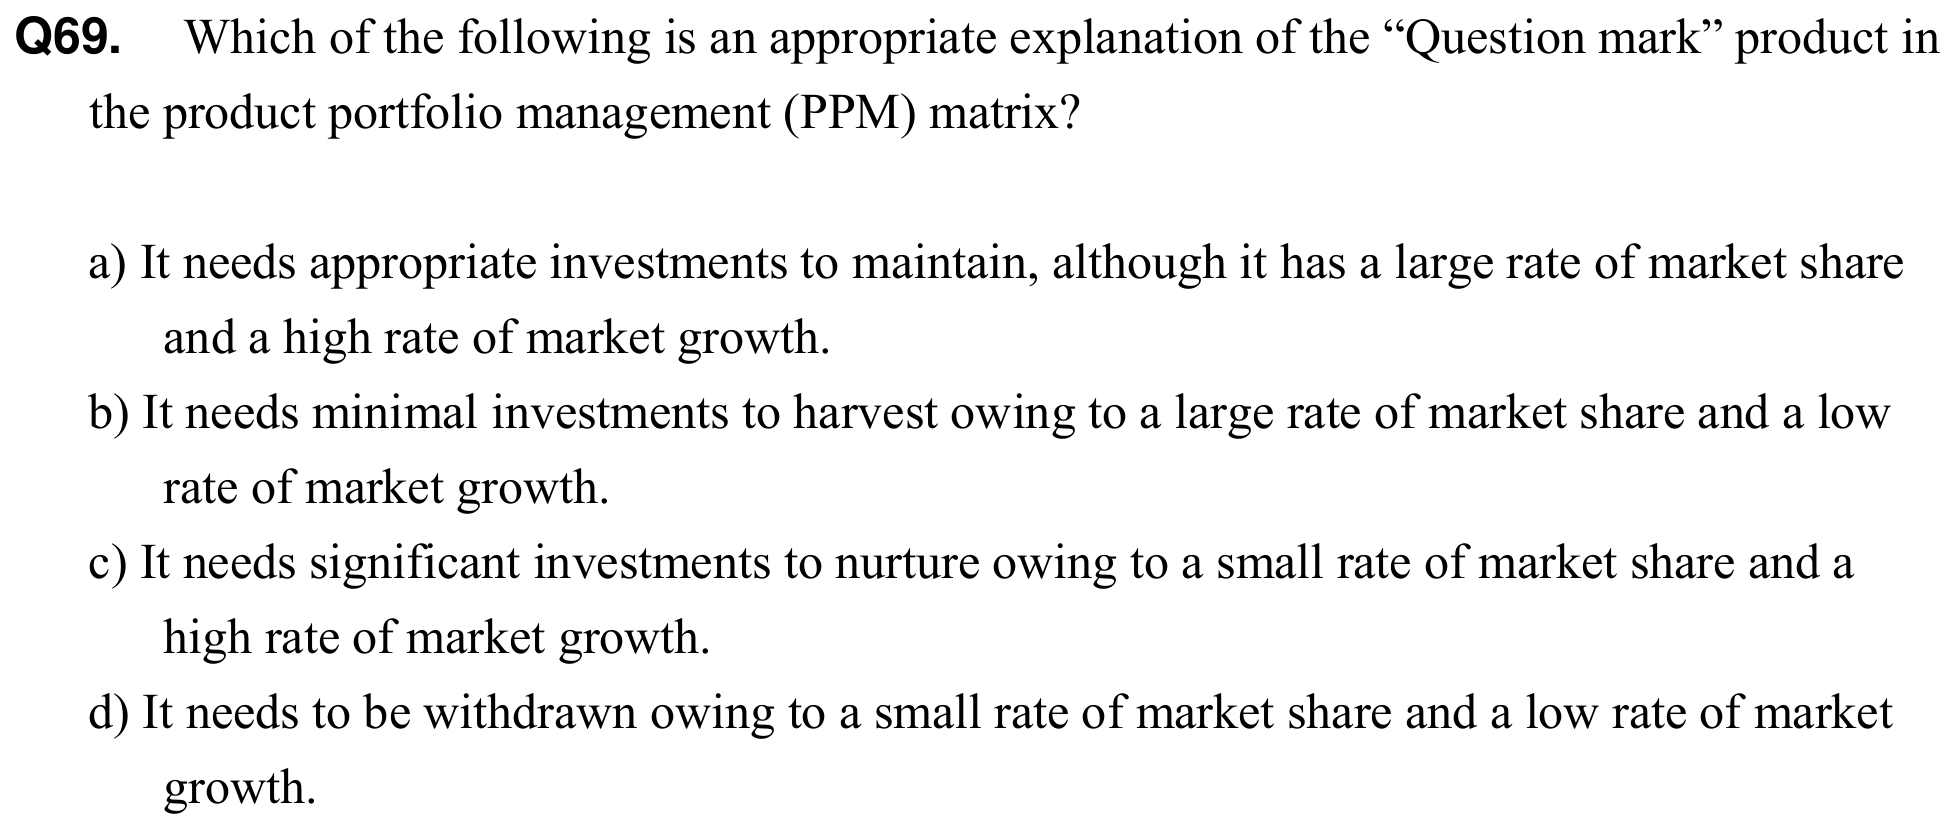 Q69. Which of the following is an appropriate explanation of the “Question mark” product in
the product portfolio management (PPM) matrix?
a) It needs appropriate investments to maintain, although it has a large rate of market share
and a high rate of market growth.
b) It needs minimal investments to harvest owing to a large rate of market share and a low
rate of market growth.
c) It needs significant investments to nurture owing to a small rate of market share and a
high rate of market growth.
d) It needs to be withdrawn owing to a small rate of market share and a low rate of market
growth.